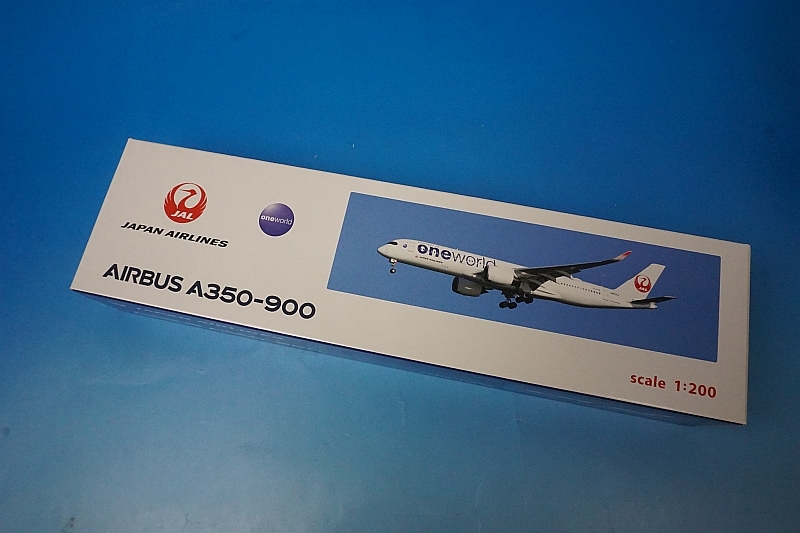 JAL
JAPAN AIRLINES
oneworld
AIRBUS A350-900
oneworld
scale 1:200